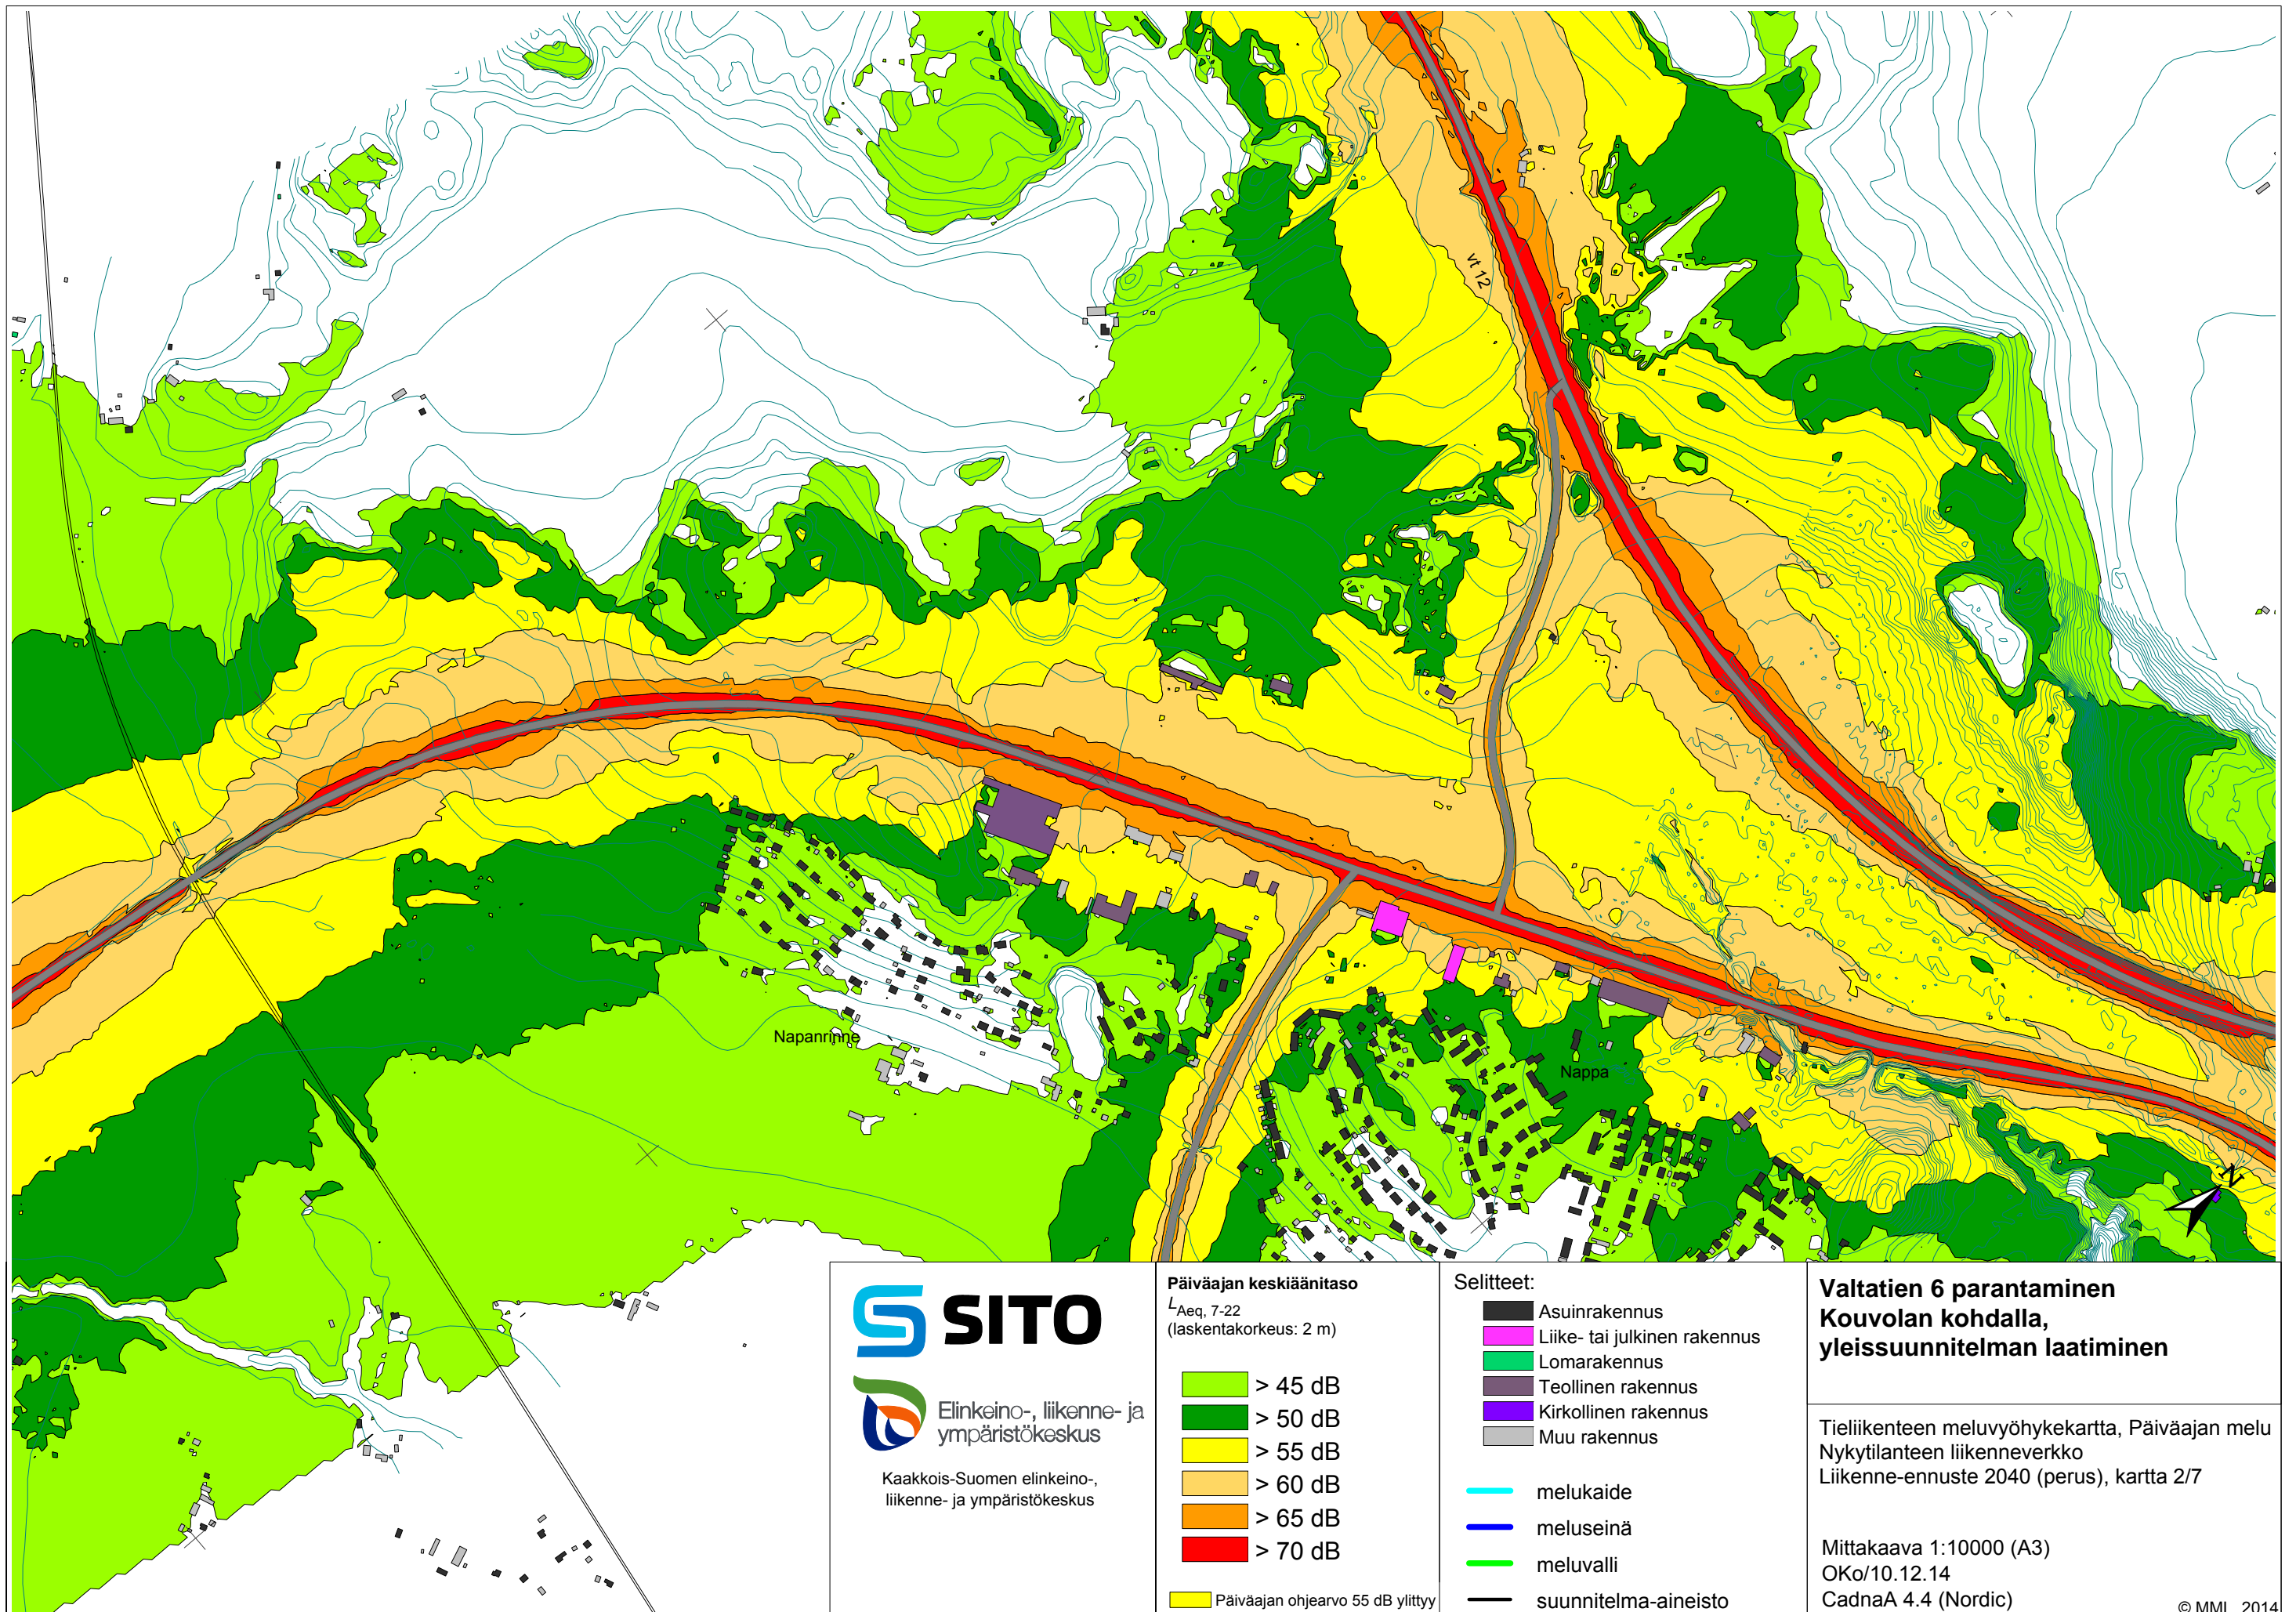 vt 12
Napanrinne
Nappa
N
SITO
Elinkeino-, liikenne- ja
ympäristökeskus
Kaakkois-Suomen elinkeino-,
liikenne- ja ympäristökeskus
Päiväajan keskiäänitaso
LAeq, 7-22
(laskentakorkeus: 2 m)
> 45 dB
> 50 dB
> 55 dB
> 60 dB
> 65 dB
> 70 dB
Päiväajan ohjearvo 55 dB ylittyy
Selitteet:
Asuinrakennus
Liike- tai julkinen rakennus
Lomarakennus
Teollinen rakennus
Kirkollinen rakennus
Muu rakennus
melukaide
meluseinä
meluvalli
suunnitelma-aineisto
Valtatien 6 parantaminen
Kouvolan kohdalla,
yleissuunnitelman laatiminen
Tieliikenteen meluvyöhykekartta, Päiväajan melu
Nykytilanteen liikenneverkko
Liikenne-ennuste 2040 (perus), kartta 2/7
Mittakaava 1:10000 (A3)
OKo/10.12.14
CadnaA 4.4 (Nordic)
© MML, 2014